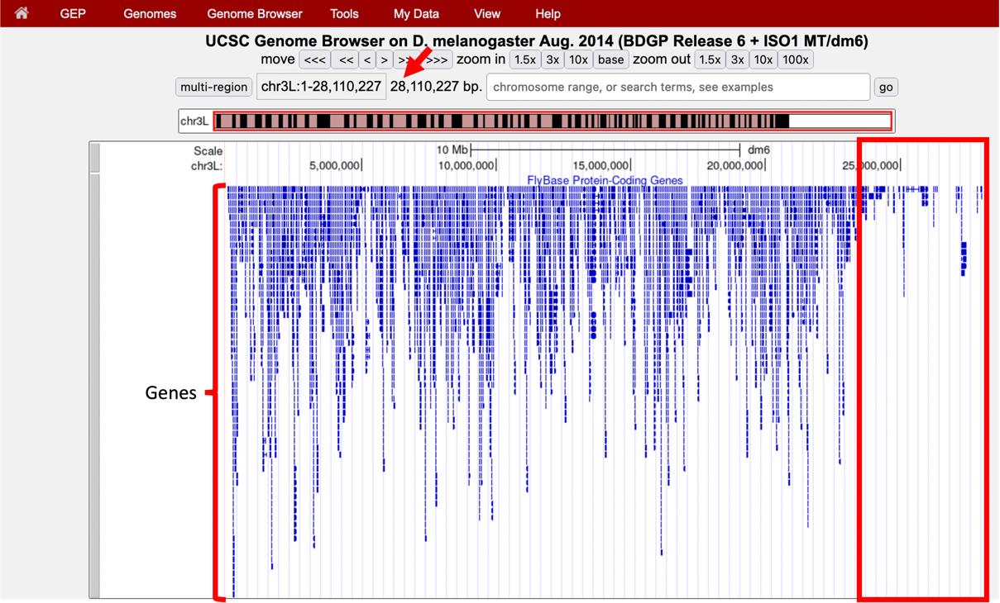 GEP Genomes Genome Browser Tools My Data View Help
UCSC Genome Browser on D. melanogaster Aug. 2014 (BDGP Release 6 + ISO1 MT/dm6)
move <<< << < > >> >>> zoom in 1.5x 3x 10x base zoom out 1.5x 3x 10x 100x
multi-region chr3L:1-28,110,227 28,110,227 bp. chromosome range, or search terms, see examples go
chr3L
Scale 10 Mb dm6
chr3L: 5,000,000 10,000,000 15,000,000 20,000,000 25,000,000
FlyBase Protein-Coding Genes
Genes